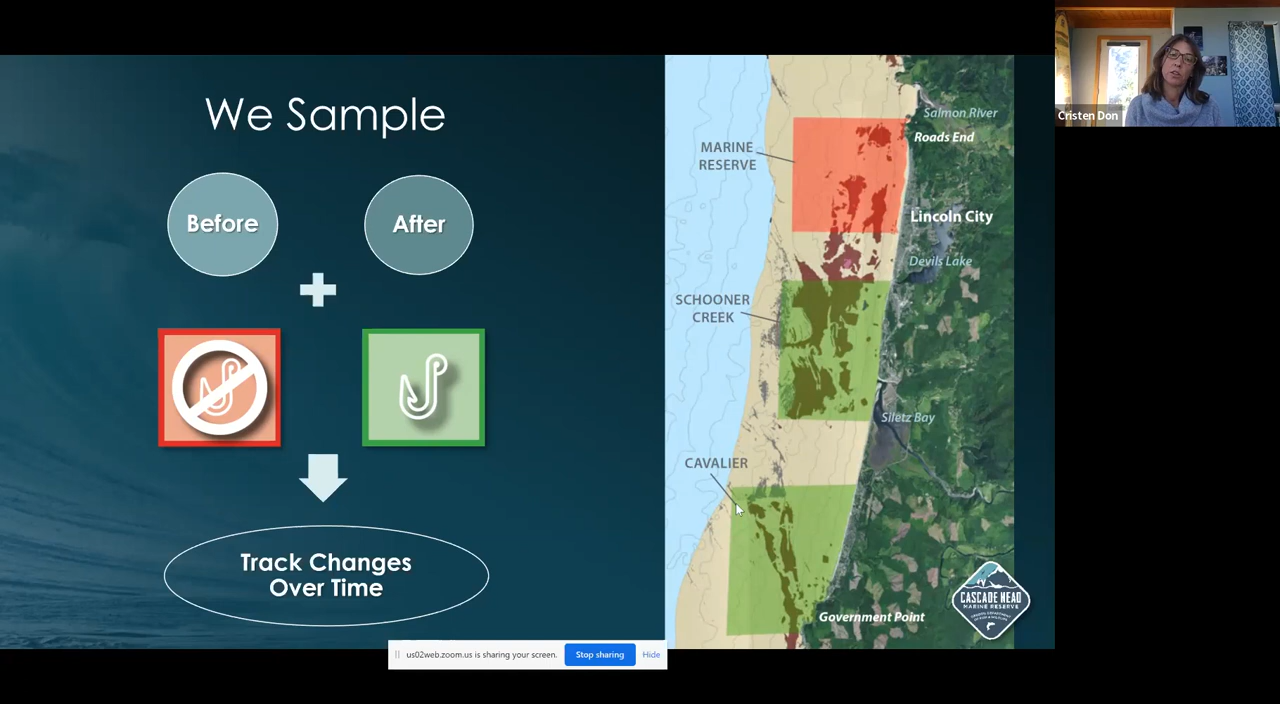 We Sample
Before
After
Track Changes
Over Time
MARINE
RESERVE
SCHOONER
CREEK
CAVALIER
Salmon River
Roads End
Lincoln City
Devils Lake
Siletz Bay
Government Point
CASCADE HEAD
MARINE RESERVE
Cristen Don
us02web.zoom.us is sharing your screen.
Stop sharing
Hide